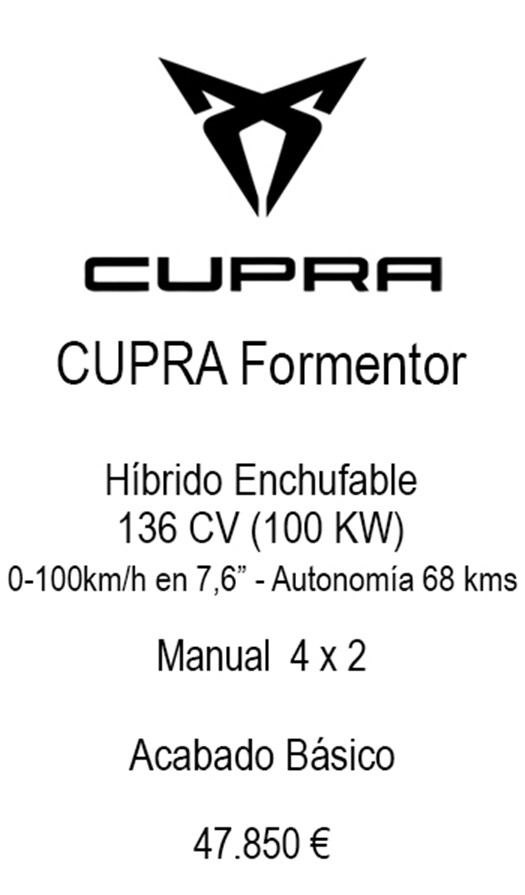 CUPRA
CUPRA Formentor
Híbrido Enchufable
136 CV (100 KW)
0-100km/h en 7,6” - Autonomía 68 kms
Manual 4 x 2
Acabado Básico
47.850 €